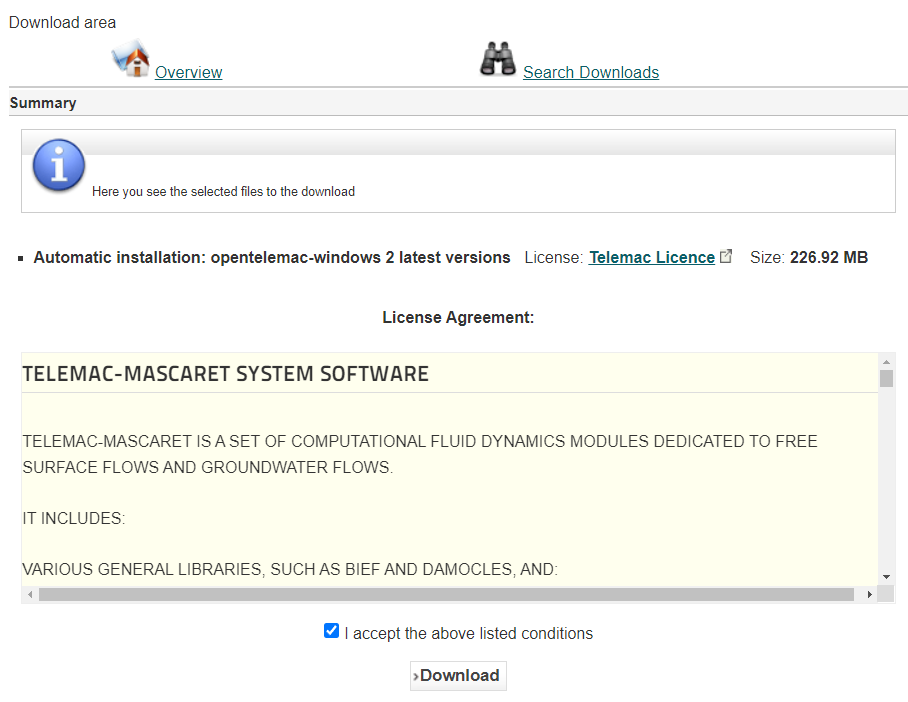 Download area
Overview
Search Downloads
Summary
Here you see the selected files to the download
Automatic installation: opentelemac-windows 2 latest versions License: Telemac Licence Size: 226.92 MB
License Agreement:
TELEMAC-MASCARET SYSTEM SOFTWARE
TELEMAC-MASCARET IS A SET OF COMPUTATIONAL FLUID DYNAMICS MODULES DEDICATED TO FREE
SURFACE FLOWS AND GROUNDWATER FLOWS.
IT INCLUDES:
VARIOUS GENERAL LIBRARIES, SUCH AS BIEF AND DAMOCLES, AND:
I accept the above listed conditions
›Download